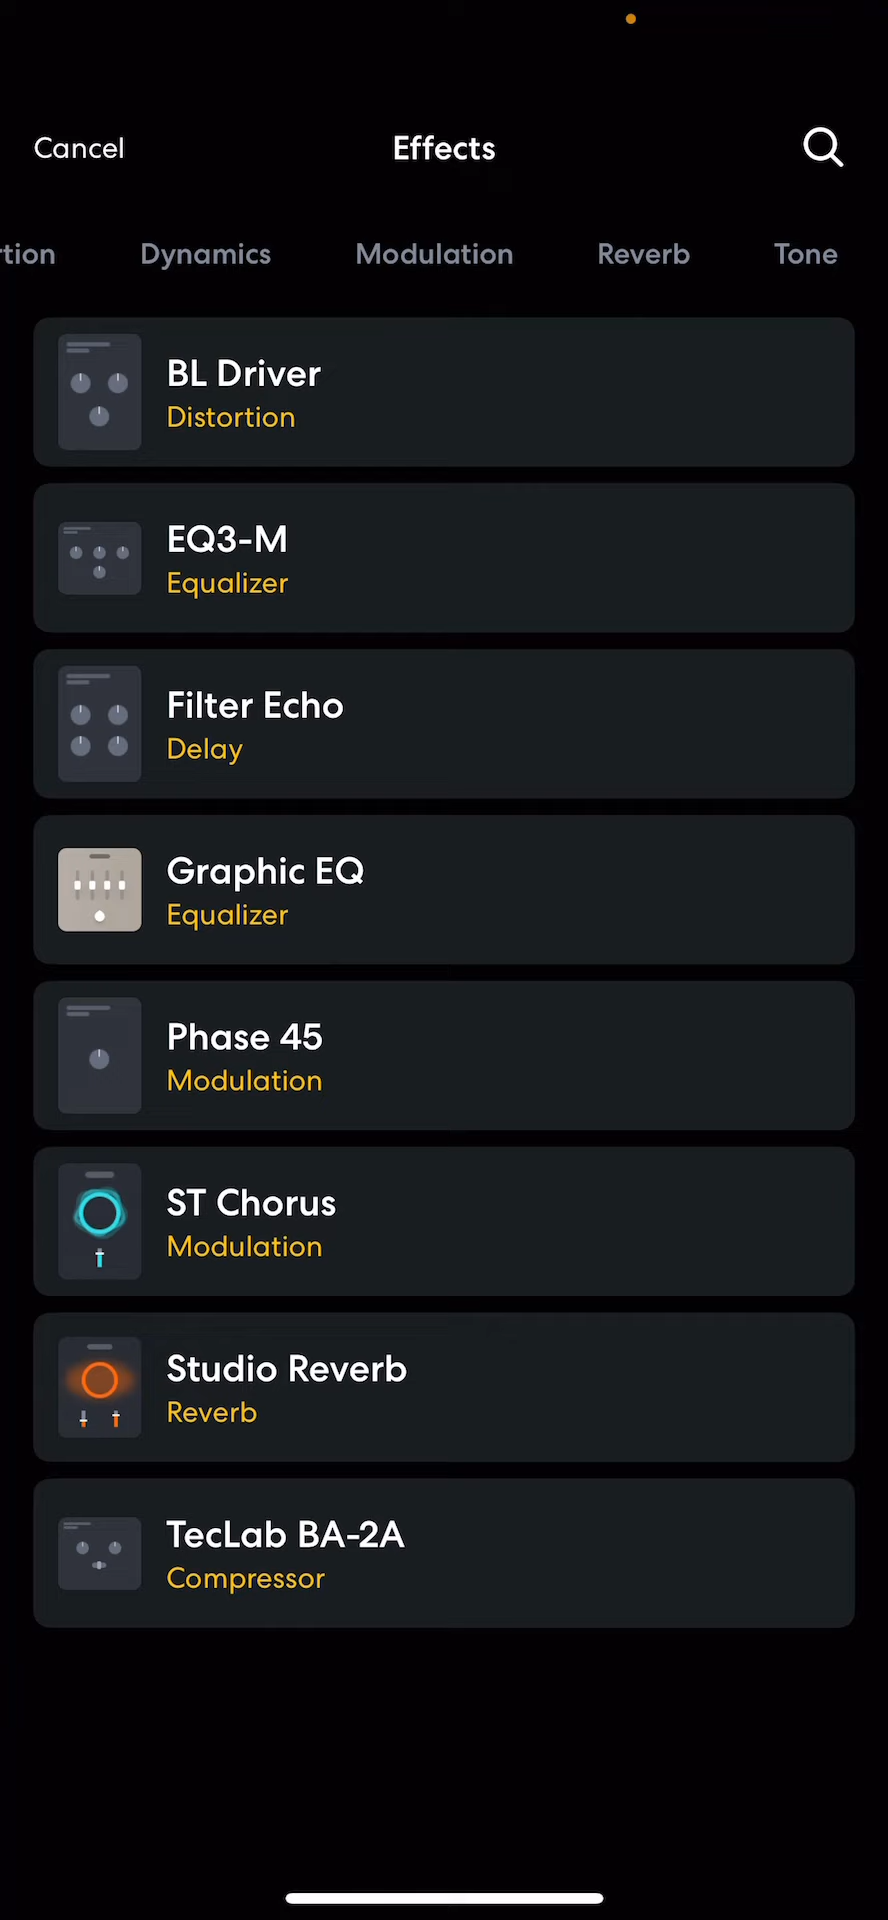 Cancel
Effects
rtion
Dynamics
Modulation
Reverb
Tone
BL Driver
Distortion
EQ3-M
Equalizer
Filter Echo
Delay
Graphic EQ
Equalizer
Phase 45
Modulation
ST Chorus
Modulation
Studio Reverb
Reverb
TecLab BA-2A
Compressor